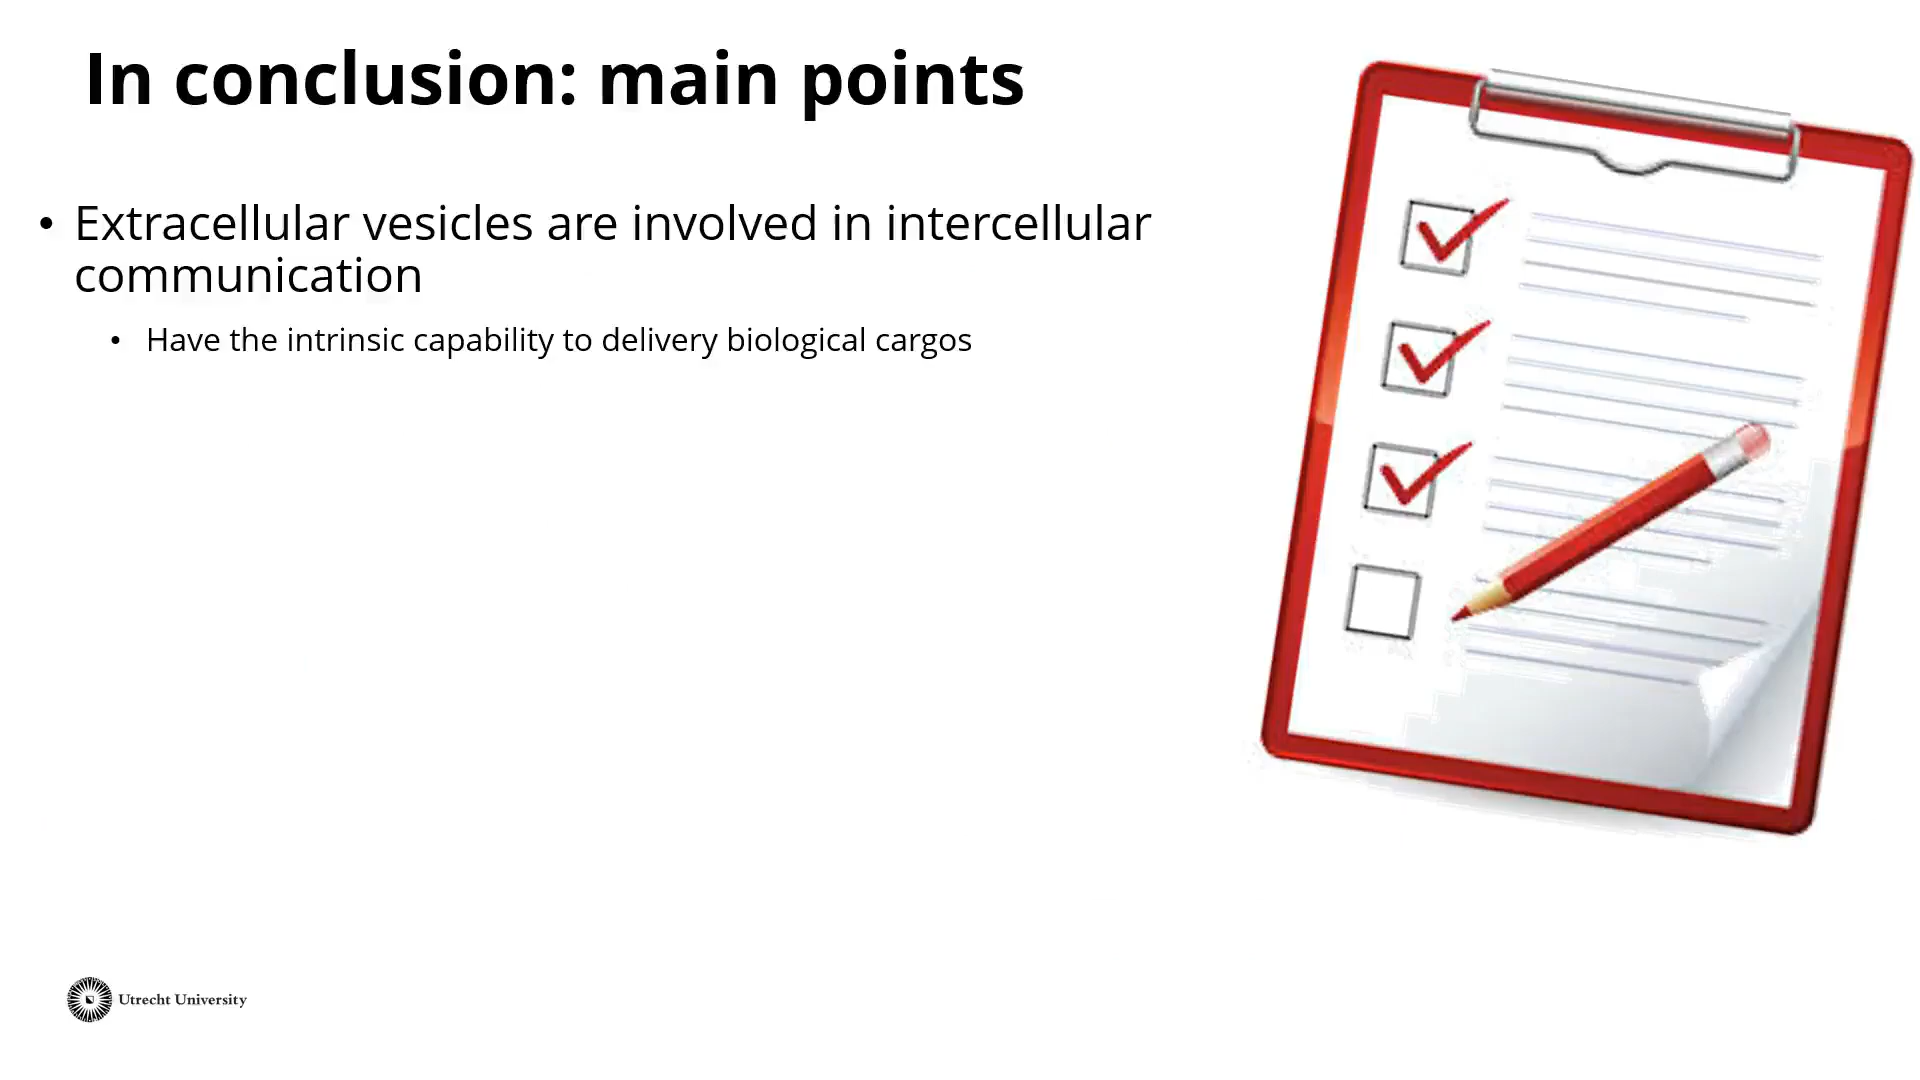 In conclusion: main points
• Extracellular vesicles are involved in intercellular
communication
• Have the intrinsic capability to delivery biological cargos
Utrecht University